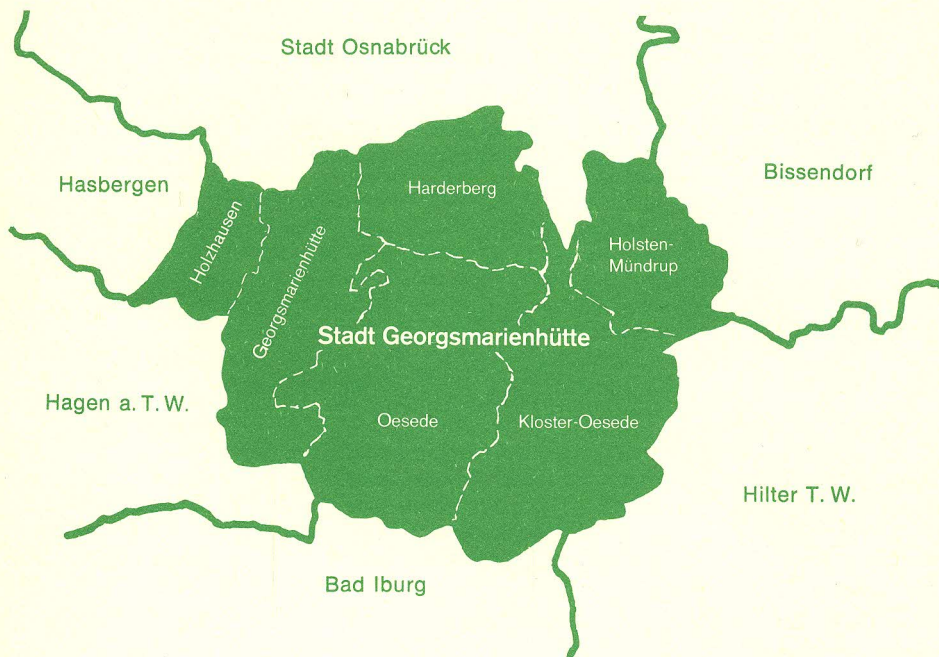 Stadt Osnabrück
Hasbergen
Bissendorf
Harderberg
Holzhausen
Georgsmarienhütte
Holsten-
Mündrup
Stadt Georgsmarienhütte
Hagen a. T. W.
Oesede
Kloster-Oesede
Hilter T. W.
Bad Iburg